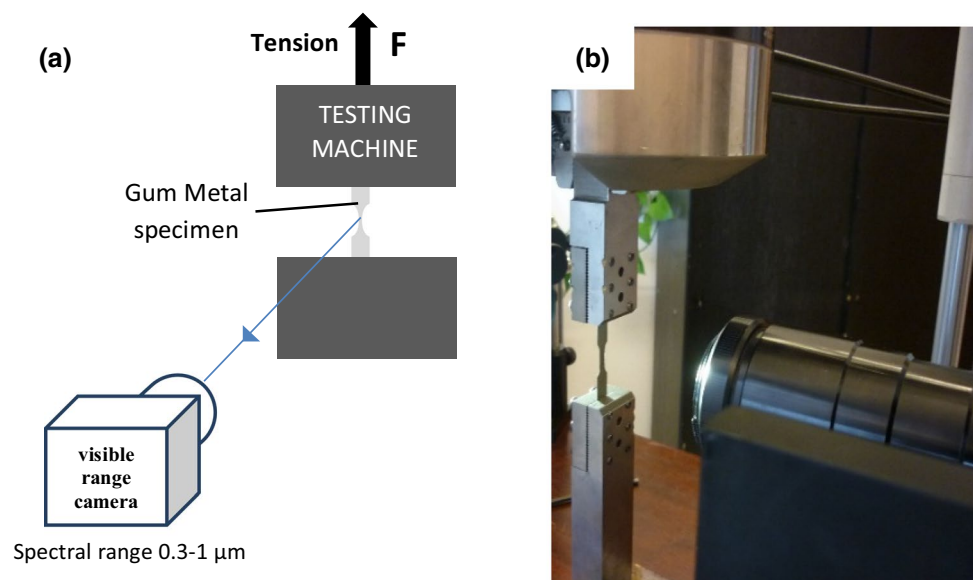 (a)
Tension
F
TESTING
MACHINE
Gum Metal
specimen
visible
range
camera
Spectral range 0.3-1 µm
(b)